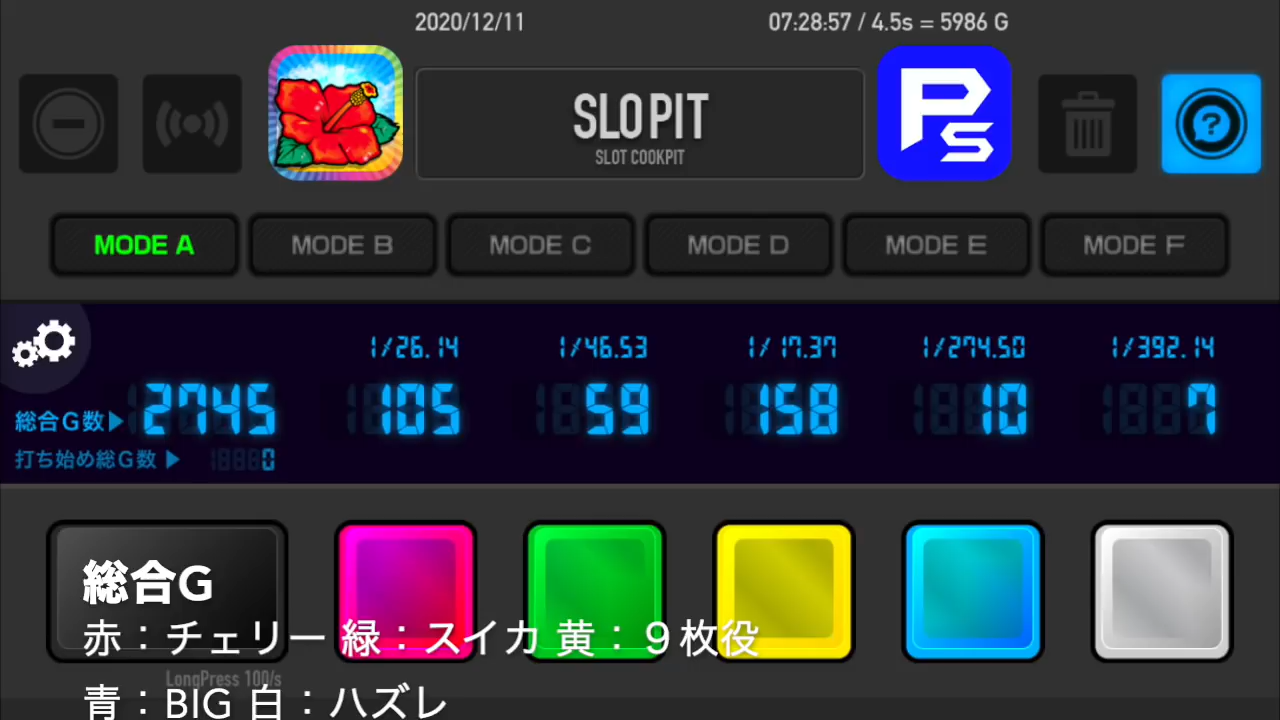 2020/12/11
07:28:57 / 4.5s = 5986 G
SLOPIT
SLOT COOKPIT
Ps
MODE A
MODE B
MODE C
MODE D
MODE E
MODE F
1/26.14
1/46.53
1/17.37
1/274.50
1/392.14
総合G数▶ 2745
105
59
158
10
7
打ち始め総G数 ▶ 0
総合G
赤：チェリー 緑：スイカ 黄：９枚役
LongPress 100/s
青：BIG 白：ハズレ